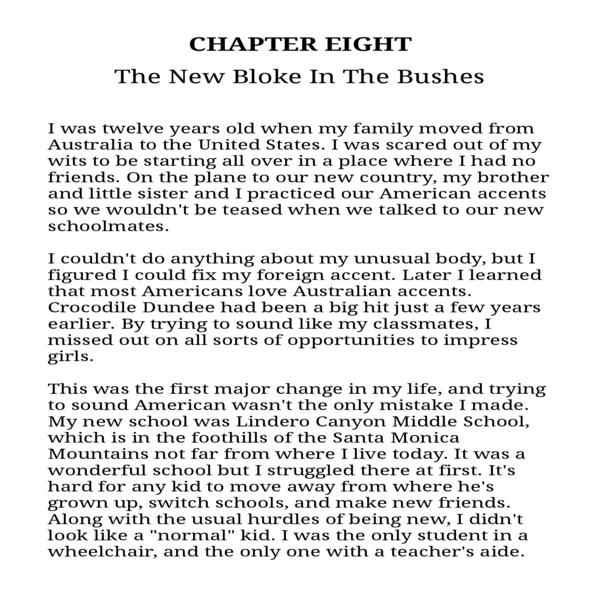 CHAPTER EIGHT
The New Bloke In The Bushes
I was twelve years old when my family moved from
Australia to the United States. I was scared out of my
wits to be starting all over in a place where I had no
friends. On the plane to our new country, my brother
and little sister and I practiced our American accents
so we wouldn't be teased when we talked to our new
schoolmates.
I couldn't do anything about my unusual body, but I
figured I could fix my foreign accent. Later I learned
that most Americans love Australian accents.
Crocodile Dundee had been a big hit just a few years
earlier. By trying to sound like my classmates, I
missed out on all sorts of opportunities to impress
girls.
This was the first major change in my life, and trying
to sound American wasn't the only mistake I made.
My new school was Lindero Canyon Middle School,
which is in the foothills of the Santa Monica
Mountains not far from where I live today. It was a
wonderful school but I struggled there at first. It's
hard for any kid to move away from where he's
grown up, switch schools, and make new friends.
Along with the usual hurdles of being new, I didn't
look like a "normal" kid. I was the only student in a
wheelchair, and the only one with a teacher's aide.